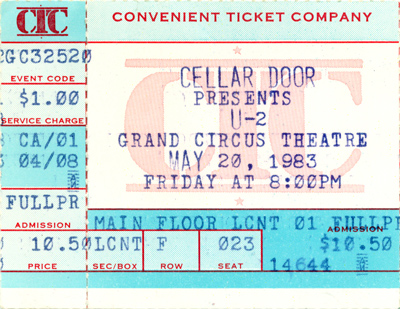 CTC CONVENIENT TICKET COMPANY
GC32520
EVENT CODE
$1.00
SERVICE CHARGE
CA/01
04/08
FULLPR
ADMISSION
10.50
PRICE
CTC
CELLAR DOOR
PRESENTS
U-2
GRAND CIRCUS THEATRE
MAY 20, 1983
FRIDAY AT 8:00PM
MAIN FLOOR LCNT 01 FULLPR
ADMISSION
LCNT F 023 $10.50
SEC/BOX ROW SEAT
14644